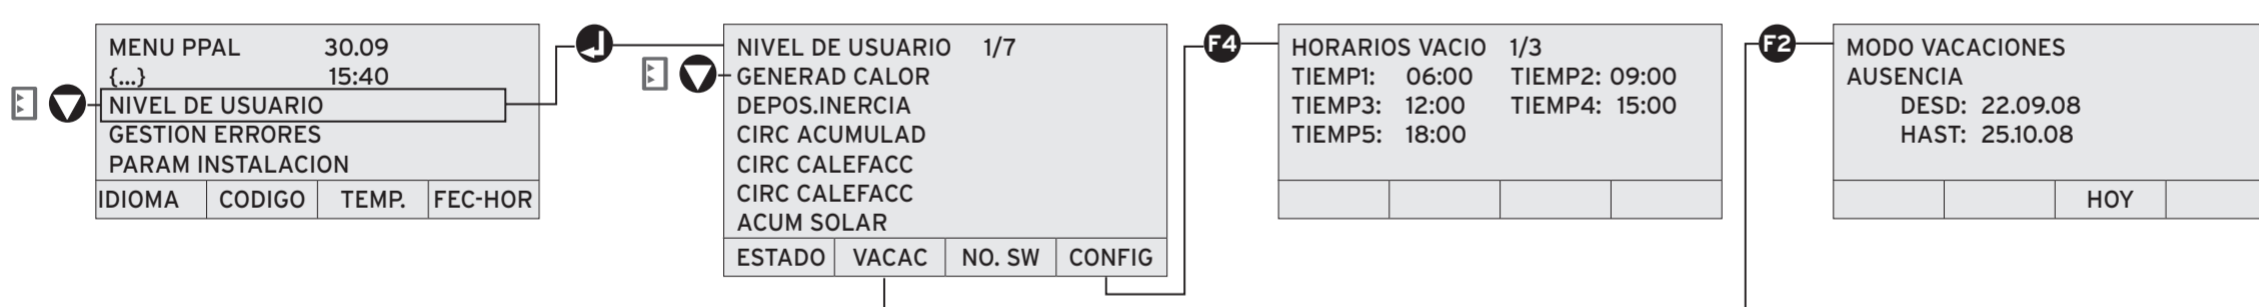 MENU PPAL 30.09
{...} 15:40
NIVEL DE USUARIO
GESTION ERRORES
PARAM INSTALACION
IDIOMA CODIGO TEMP. FEC-HOR
NIVEL DE USUARIO 1/7
GENERAD CALOR
DEPOS.INERCIA
CIRC ACUMULAD
CIRC CALEFACC
CIRC CALEFACC
ACUM SOLAR
ESTADO VACAC NO. SW CONFIG
F4
HORARIOS VACIO 1/3
TIEMP1: 06:00 TIEMP2: 09:00
TIEMP3: 12:00 TIEMP4: 15:00
TIEMP5: 18:00
F2
MODO VACACIONES
AUSENCIA
DESD: 22.09.08
HAST: 25.10.08
HOY